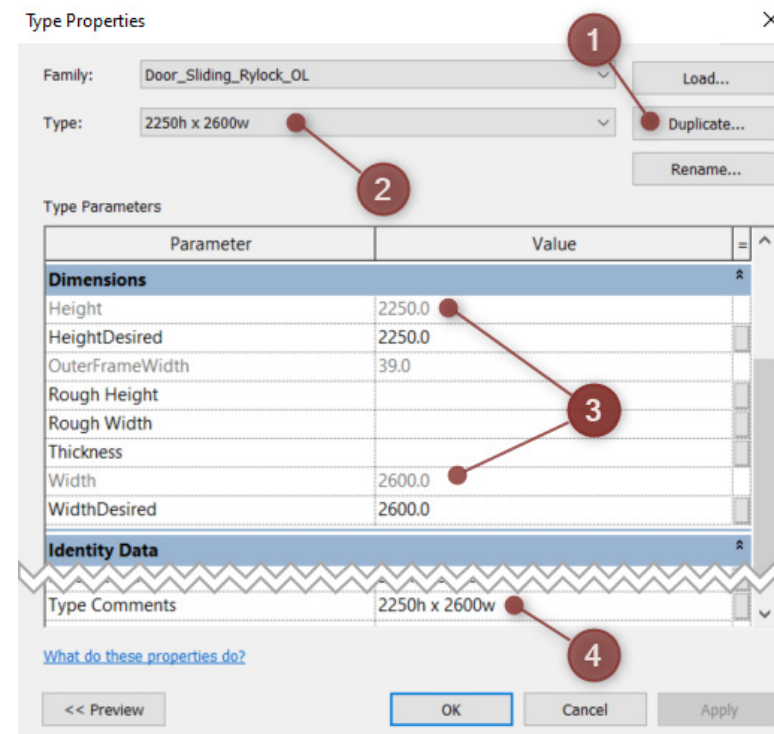 Type Properties
1
Family: Door_Sliding_Rylock_OL Load...
Type: 2250h x 2600w Duplicate...
2
Rename...
Type Parameters
Parameter Value =
Dimensions
Height 2250.0
HeightDesired 2250.0
OuterFrameWidth 39.0
Rough Height
3
Rough Width
Thickness
Width 2600.0
WidthDesired 2600.0
Identity Data
Type Comments 2250h x 2600w
4
What do these properties do?
<< Preview OK Cancel Apply